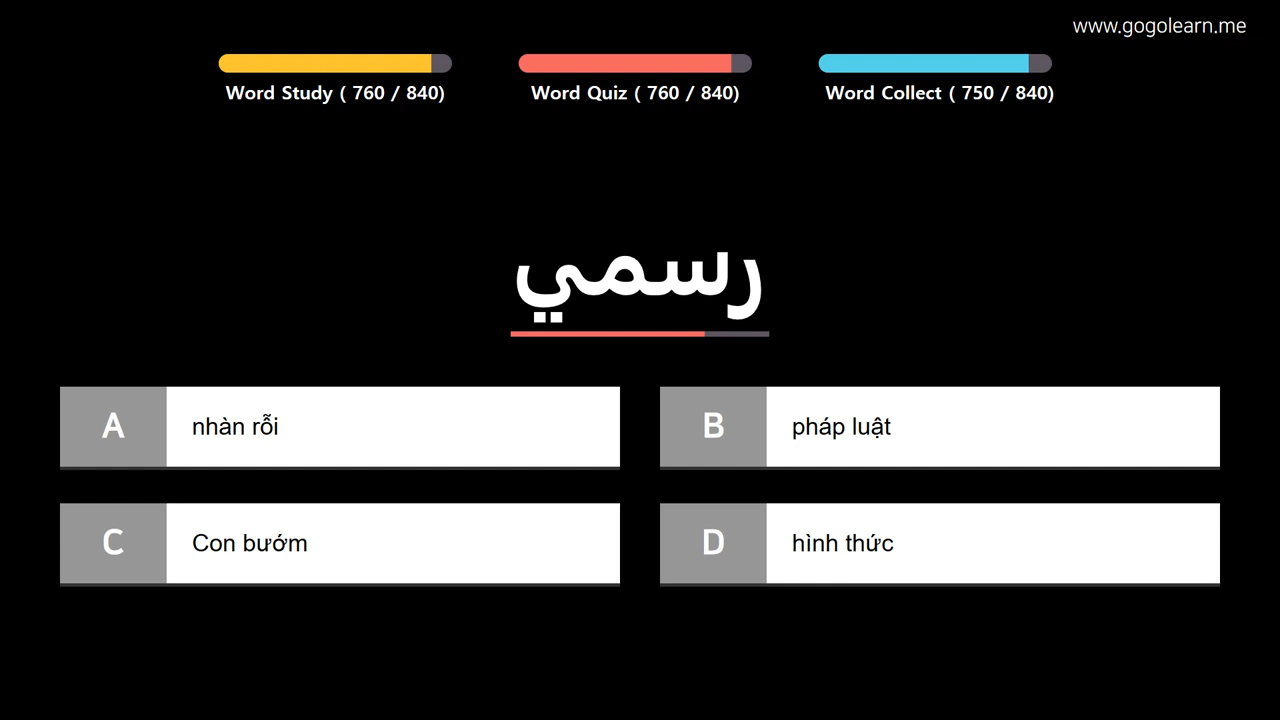 www.gogolearn.me
Word Study ( 760 / 840)
Word Quiz ( 760 / 840)
Word Collect ( 750 / 840)
رسمي
A
nhàn rỗi
B
pháp luật
C
Con bướm
D
hình thức